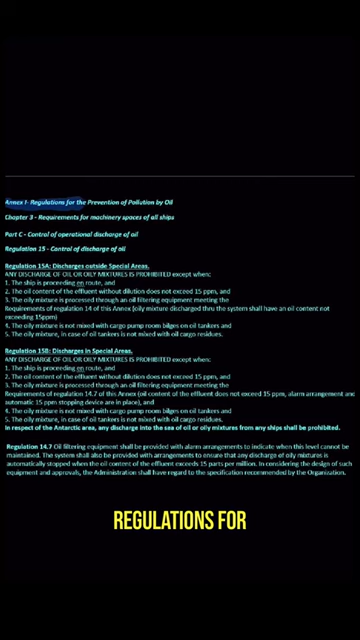 Annex I- Regulations for the Prevention of Pollution by Oil
Chapter 3 - Requirements for machinery spaces of all ships
Part C - Control of operational discharge of oil
Regulation 15 - Control of discharge of oil
Regulation 15A: Discharges outside Special Areas.
ANY DISCHARGE OF OIL OR OILY MIXTURES IS PROHIBITED except when:
1. The ship is proceeding en route, and
2. The oil content of the effluent without dilution does not exceed 15 ppm, and
3. The oily mixture is processed through an oil filtering equipment meeting the
Requirements of regulation 14 of this Annex (oily mixture discharged thru the system shall have an oil content not
exceeding 15ppm)
4. The oily mixture is not mixed with cargo pump room bilges on oil tankers and
5. The oily mixture, in case of oil tankers is not mixed with oil cargo residues.
Regulation 15B: Discharges in Special Areas.
ANY DISCHARGE OF OIL OR OILY MIXTURES IS PROHIBITED except when:
1. The ship is proceeding en route, and
2. The oil content of the effluent without dilution does not exceed 15 ppm, and
3. The oily mixture is processed through an oil filtering equipment meeting the
Requirements of regulation 14.7 of this Annex (oil content of the effluent does not exceed 15 ppm, alarm arrangement and
automatic 15 ppm stopping device are in place), and
4. The oily mixture is not mixed with cargo pump room bilges on oil tankers and
5. The oily mixture, in case of oil tankers is not mixed with oil cargo residues.
In respect of the Antarctic area, any discharge into the sea of oil or oily mixtures from any ships shall be prohibited.
Regulation 14.7 Oil filtering equipment shall be provided with alarm arrangements to indicate when this level cannot be
maintained. The system shall also be provided with arrangements to ensure that any discharge of oily mixtures is
automatically stopped when the oil content of the effluent exceeds 15 parts per million. In considering the design of such
equipment and approvals, the Administration shall have regard to the specification recommended by the Organization.
REGULATIONS FOR